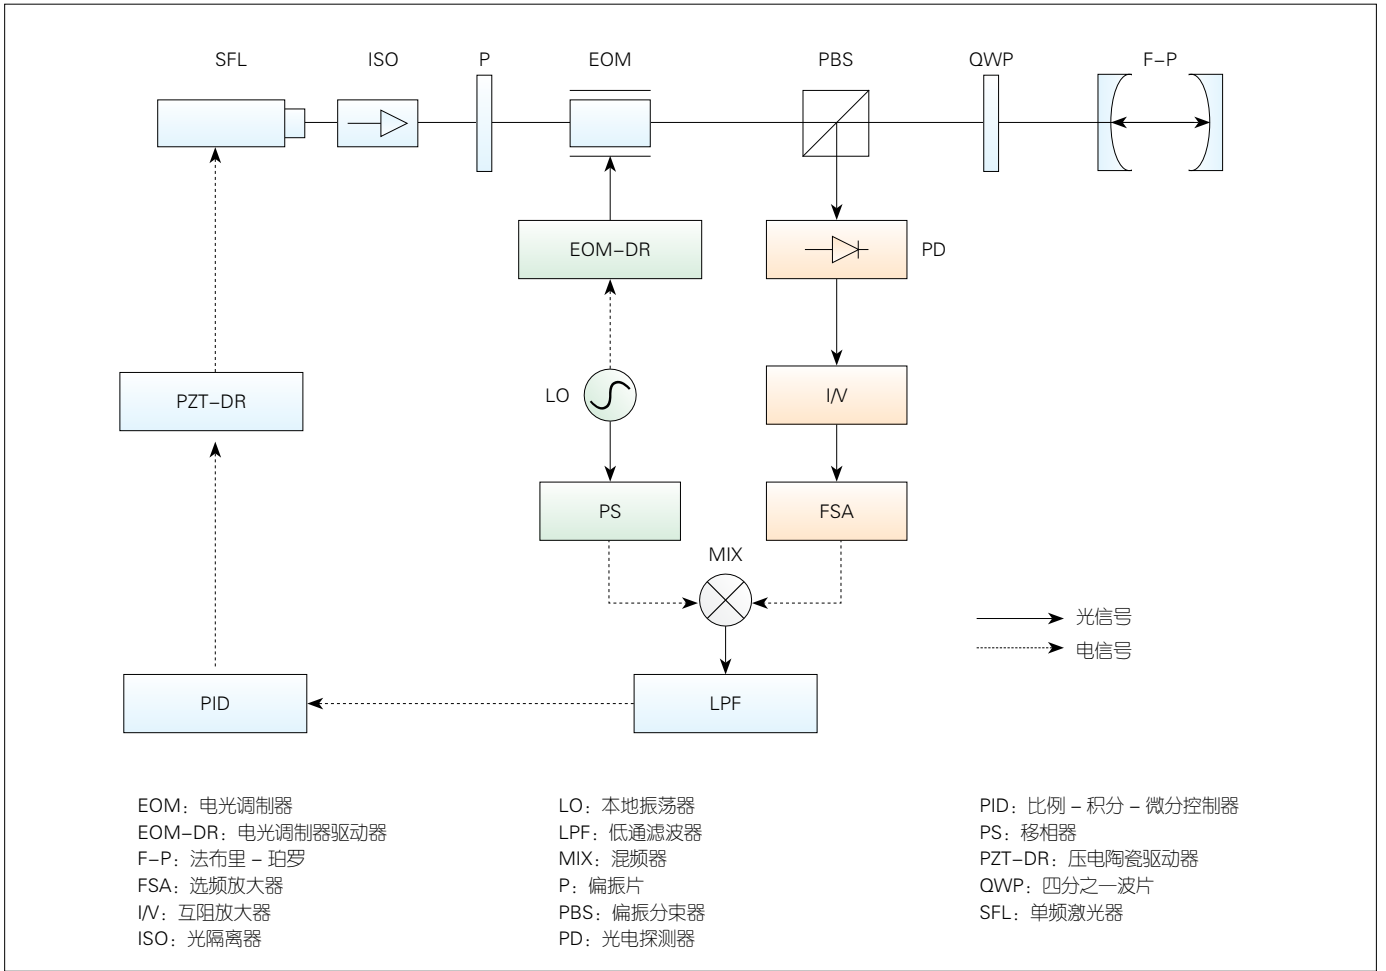 SFL ISO P EOM PBS QWP F-P
EOM-DR PD
PZT-DR LO I/V
PS FSA
MIX
光信号
电信号
PID LPF
EOM：电光调制器
EOM-DR：电光调制器驱动器
F-P：法布里-珀罗
FSA：选频放大器
I/V：互阻放大器
ISO：光隔离器
LO：本地振荡器
LPF：低通滤波器
MIX：混频器
P：偏振片
PBS：偏振分束器
PD：光电探测器
PID：比例-积分-微分控制器
PS：移相器
PZT-DR：压电陶瓷驱动器
QWP：四分之一波片
SFL：单频激光器